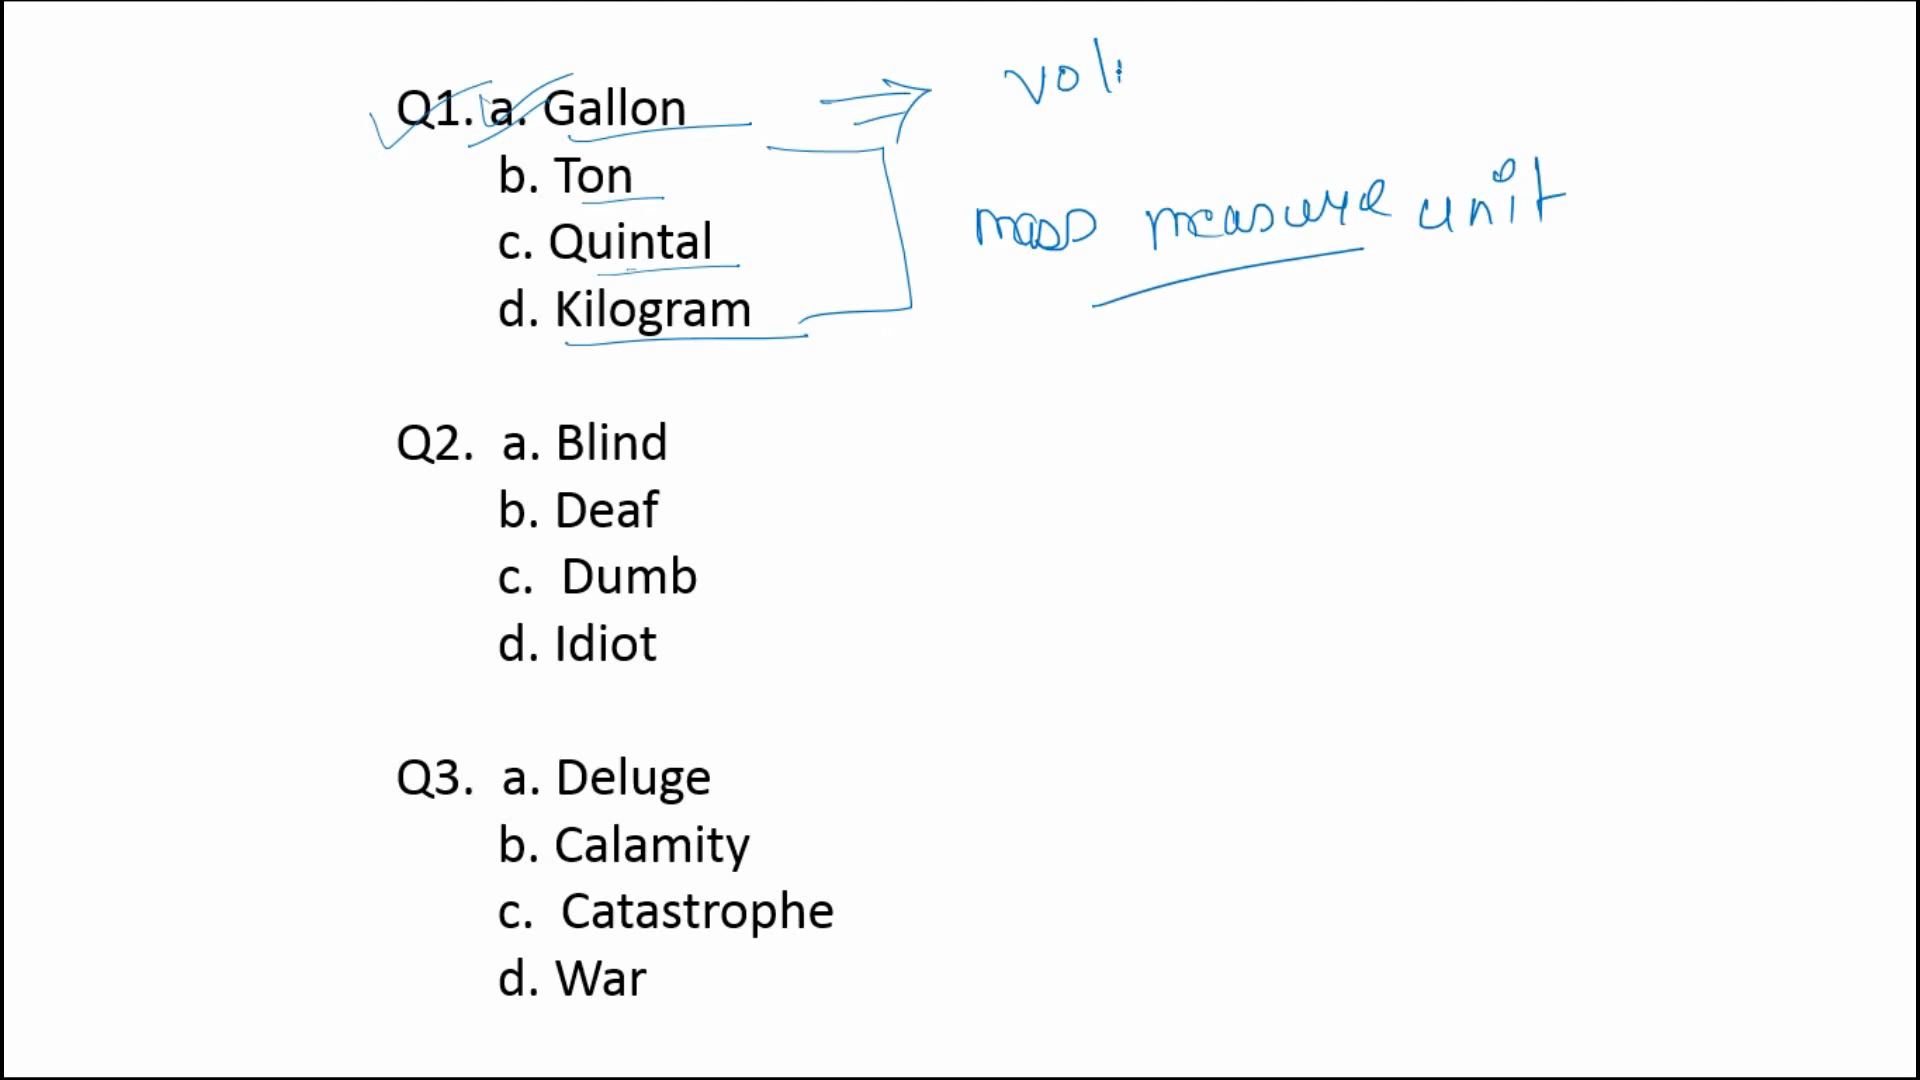 Q1. a. Gallon
vol
b. Ton
c. Quintal
mass measure unit
d. Kilogram
Q2. a. Blind
b. Deaf
c. Dumb
d. Idiot
Q3. a. Deluge
b. Calamity
c. Catastrophe
d. War